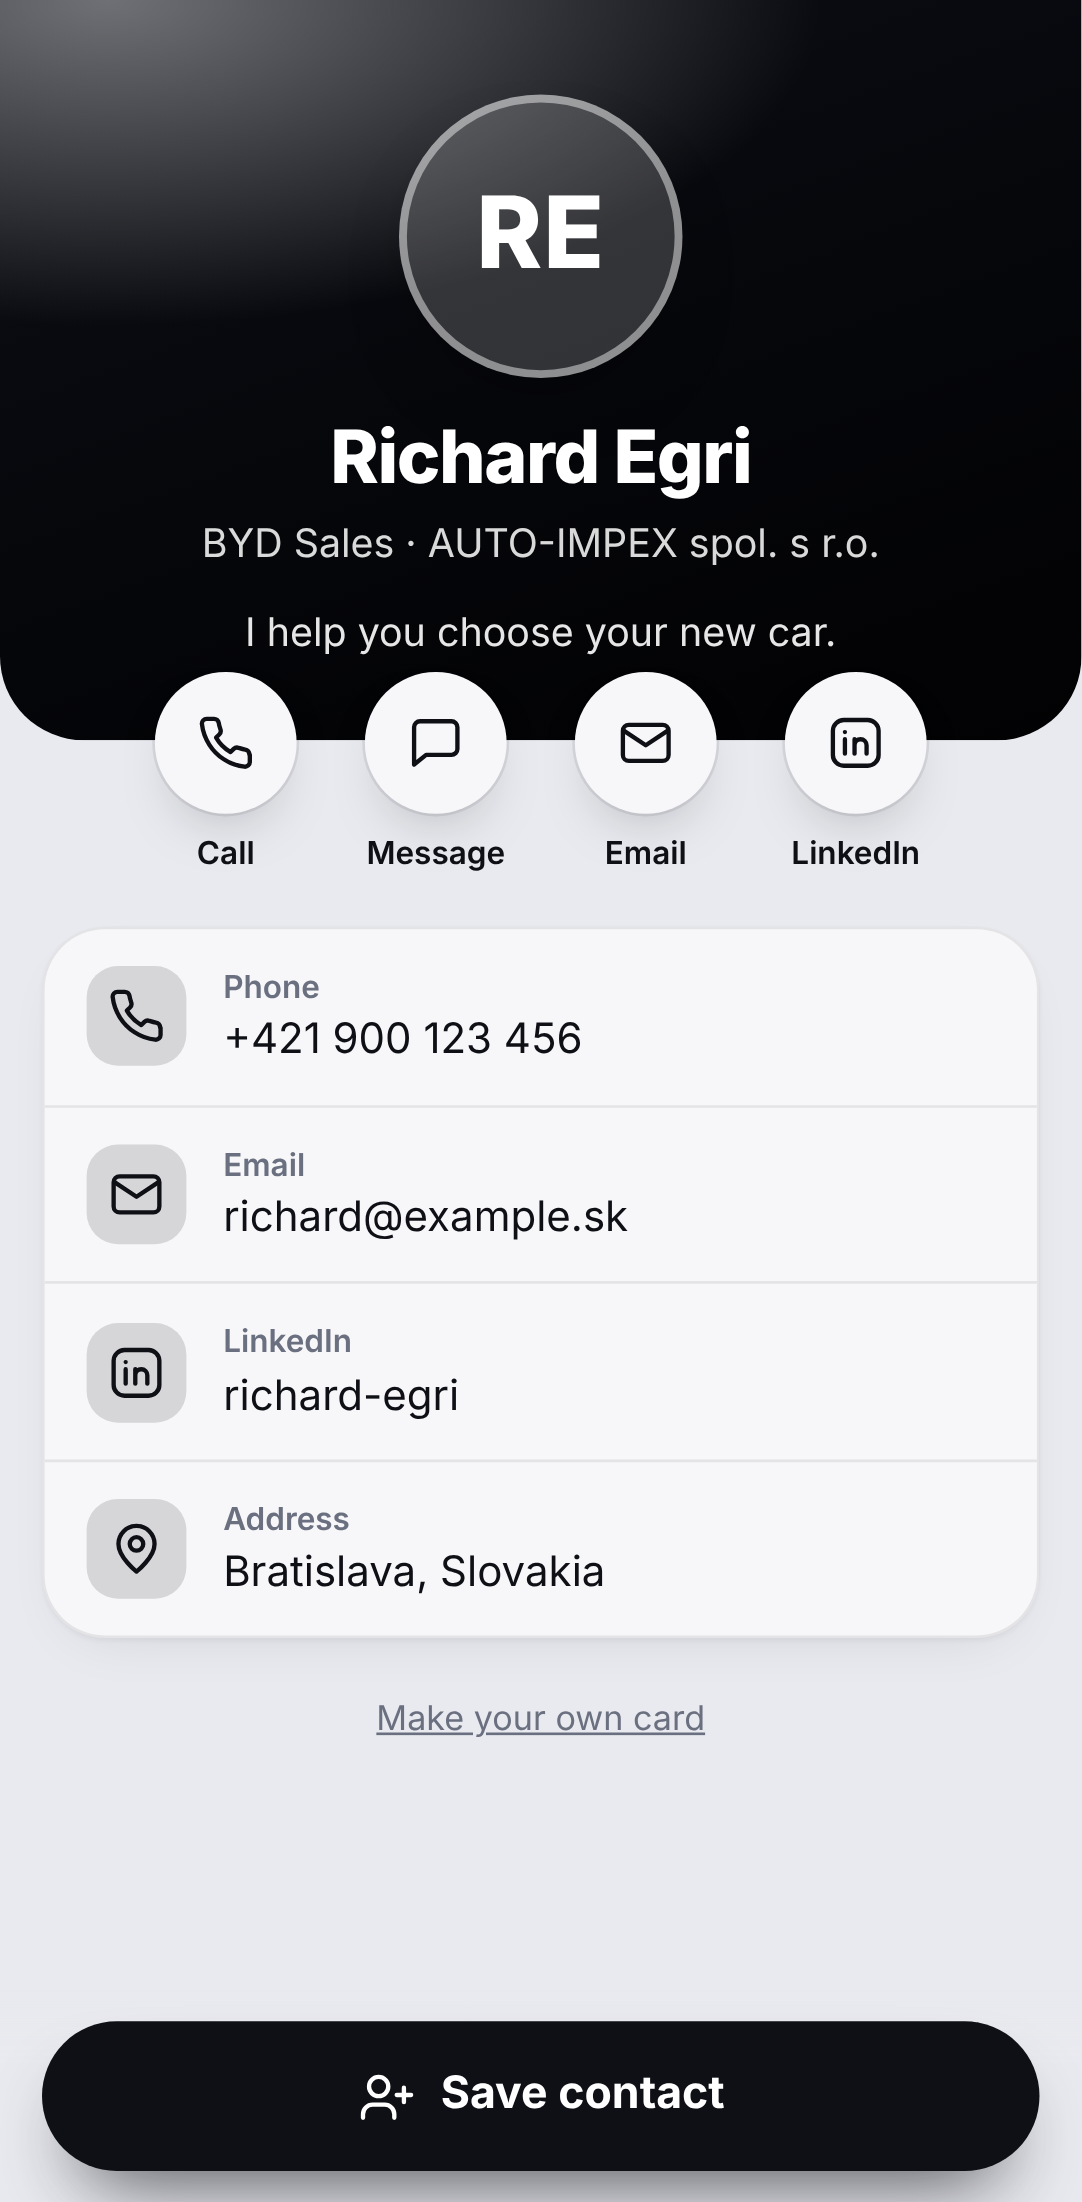 RE
Richard Egri
BYD Sales · AUTO-IMPEX spol. s r.o.
I help you choose your new car.
in
Call
Message
Email
LinkedIn
Phone
+421 900 123 456
Email
richard@example.sk
LinkedIn
in
richard-egri
Address
Bratislava, Slovakia
Make your own card
Save contact